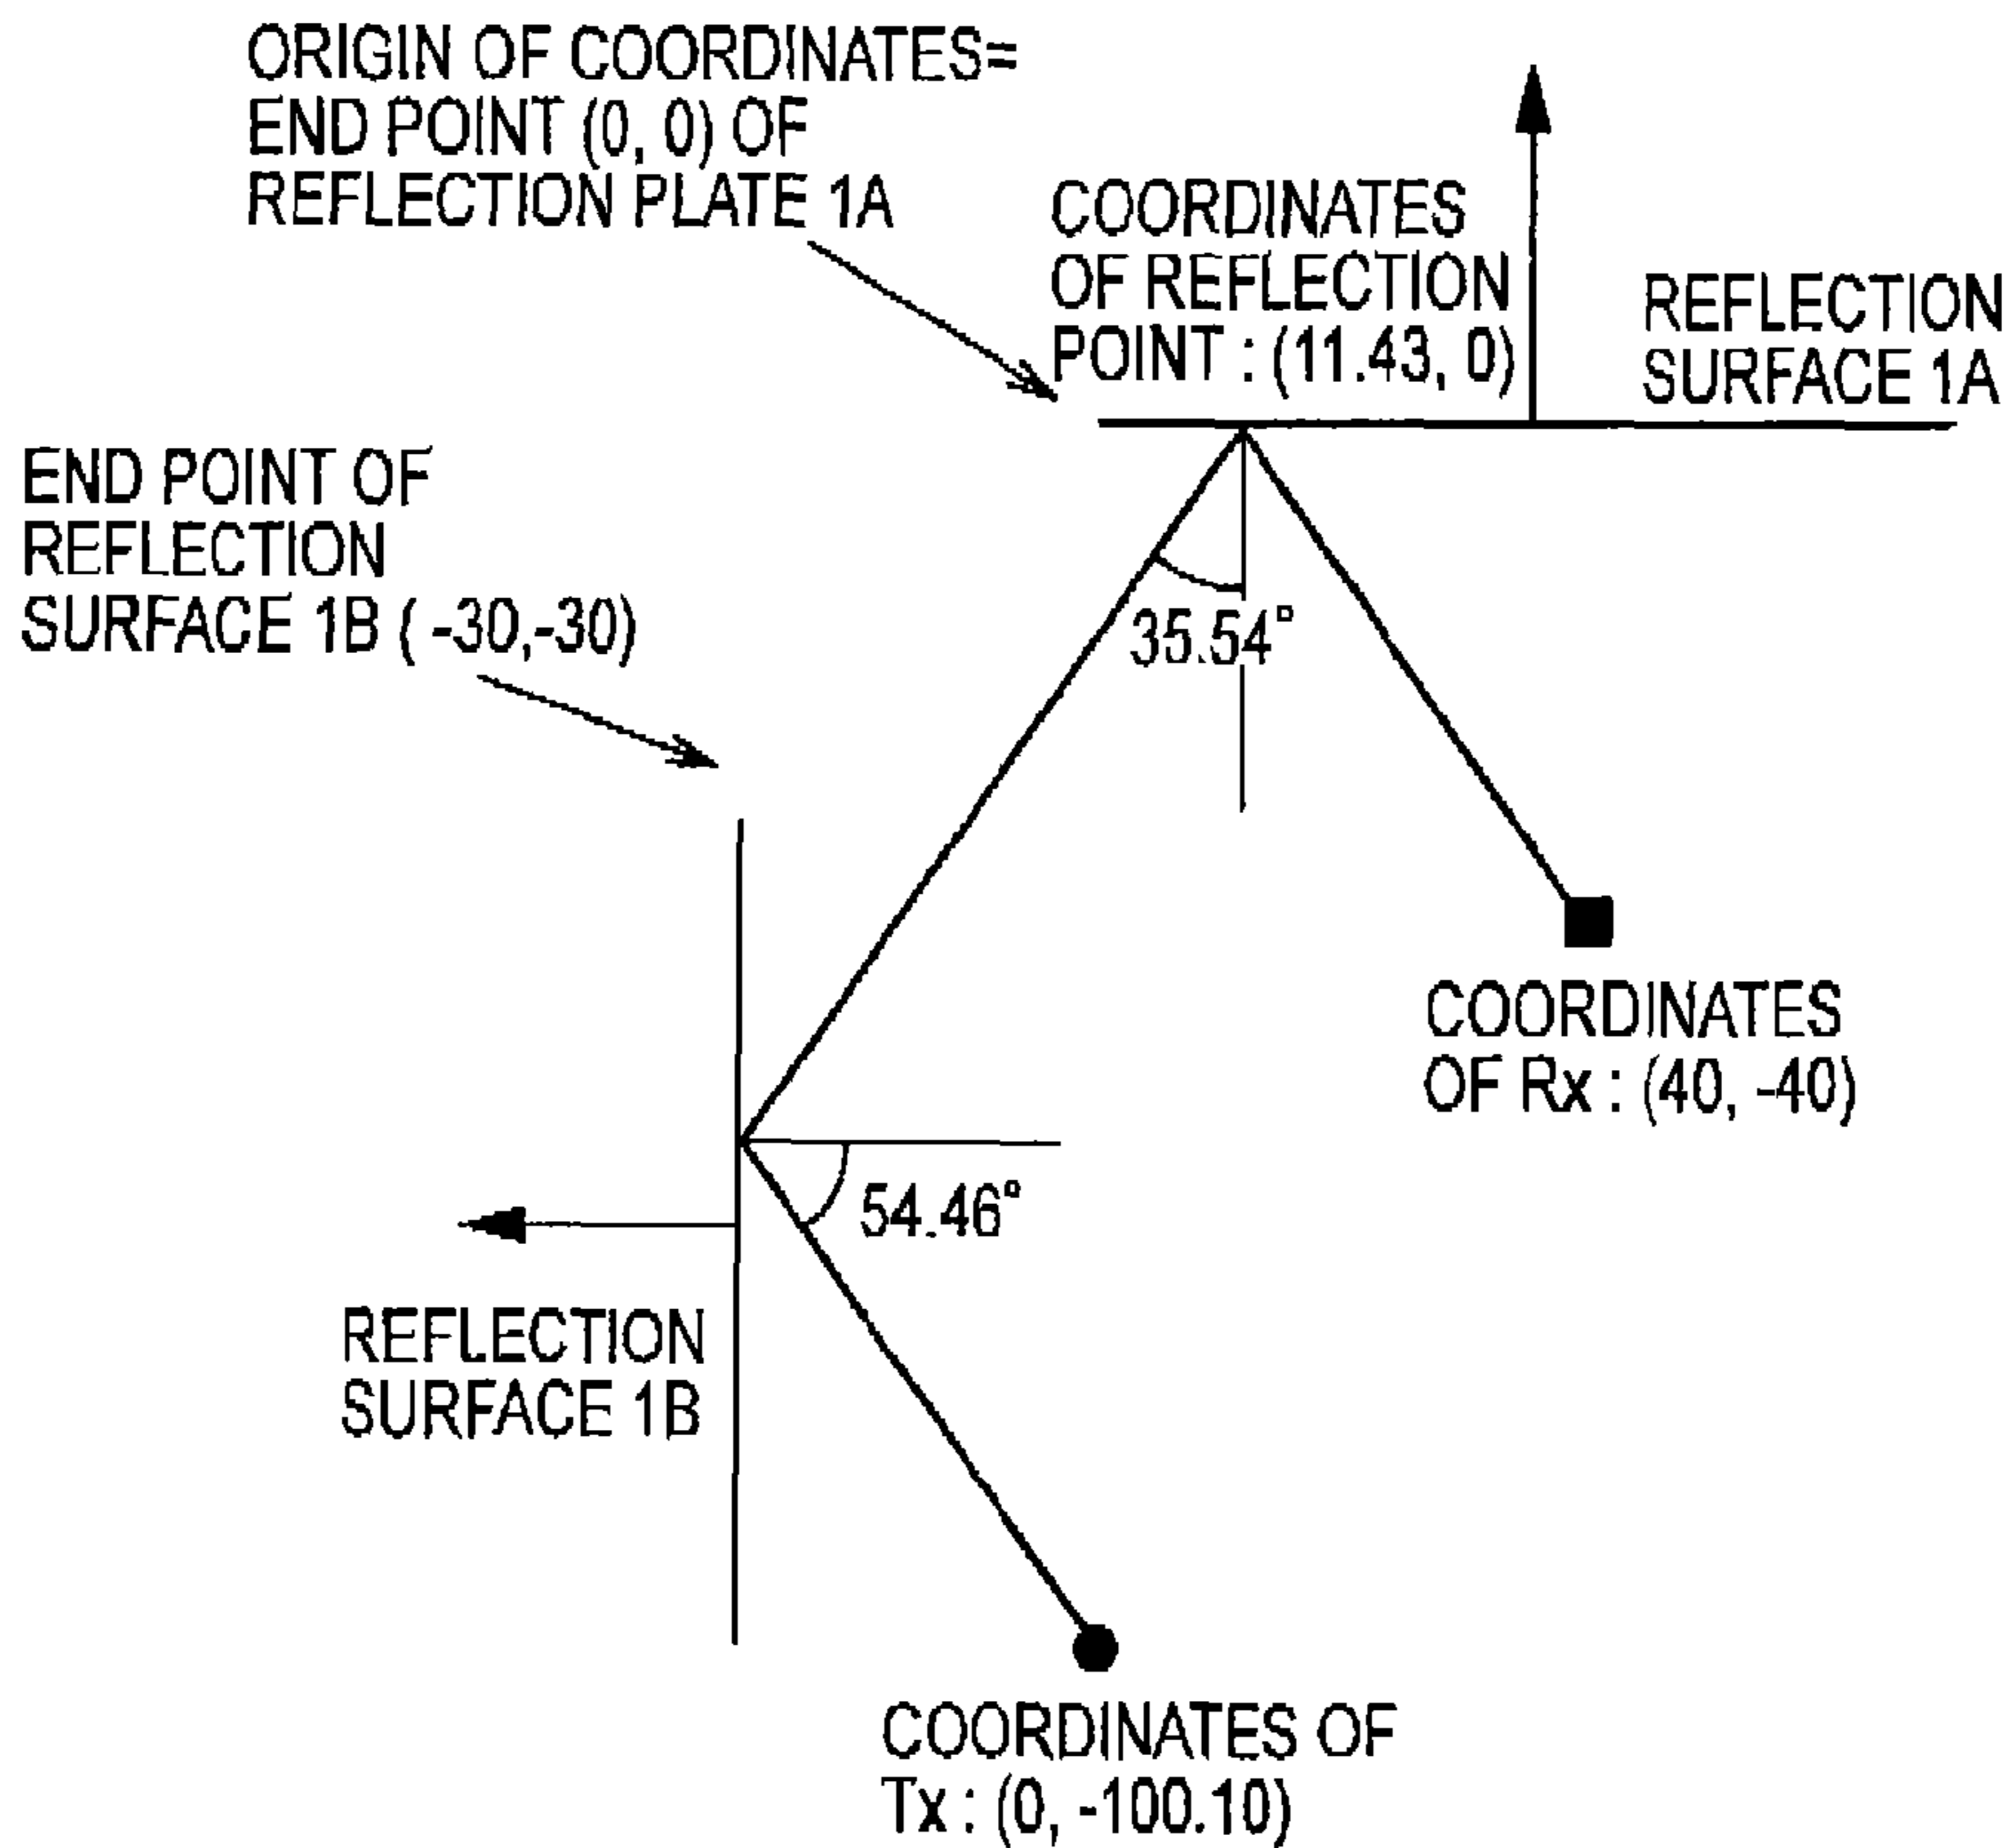 ORIGIN OF COORDINATES=
END POINT (0, 0) OF
REFLECTION PLATE 1A
COORDINATES
OF REFLECTION
POINT : (11.43, 0)
REFLECTION
SURFACE 1A
END POINT OF
REFLECTION
SURFACE 1B ( -30,-30)
35.54°
COORDINATES
OF Rx : (40, -40)
54.46°
REFLECTION
SURFACE 1B
COORDINATES OF
Tx : (0, -100.10)